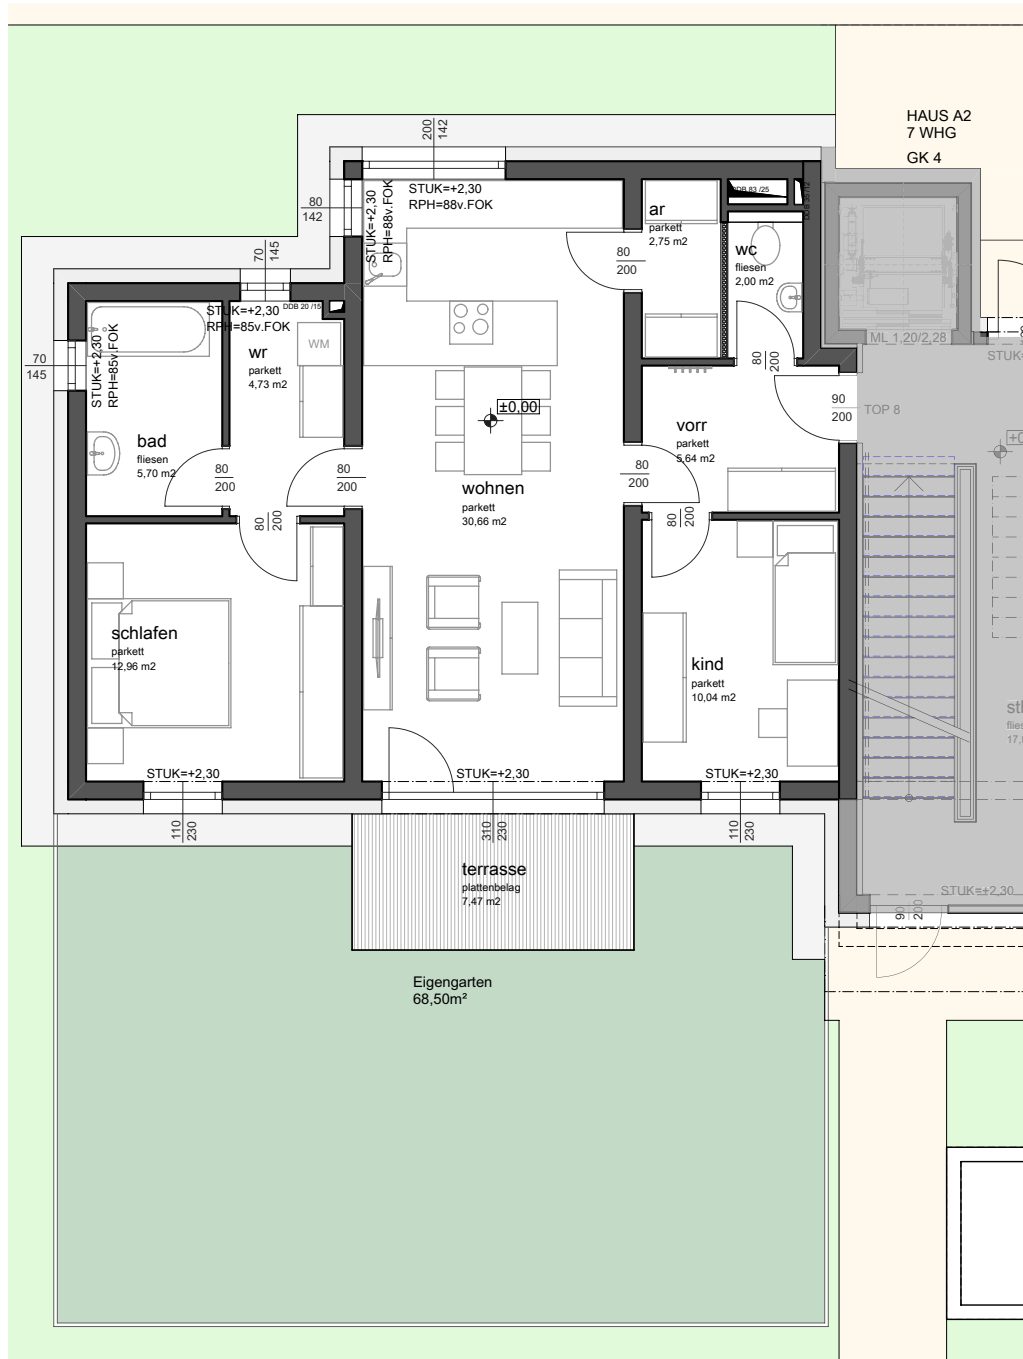 HAUS A2
7 WHG
GK 4
200
142
STUK=+2,30
RPH=88v.FOK
STUK=+2,30
RPH=88v.FOK
80
142
DDB 83 /25
ar
parkett
2,75 m2
80
200
wc
fliesen
2,00 m2
70
145
STUK=+2,30
RPH=85v.FOK
DDB 20 /15
WM
wr
parkett
4,73 m2
70
145
STUK=+2,30
RPH=85v.FOK
ML 1,20/2,28
80
200
90
200
TOP 8
±0,00
bad
fliesen
5,70 m2
80
200
80
200
wohnen
parkett
30,66 m2
vorr
parkett
5,64 m2
80
200
80
200
80
200
schlafen
parkett
12,96 m2
kind
parkett
10,04 m2
STUK=+2,30
STUK=+2,30
STUK=+2,30
110
230
310
230
110
230
terrasse
plattenbelag
7,47 m2
STUK=+2,30
90
200
Eigengarten
68,50m²